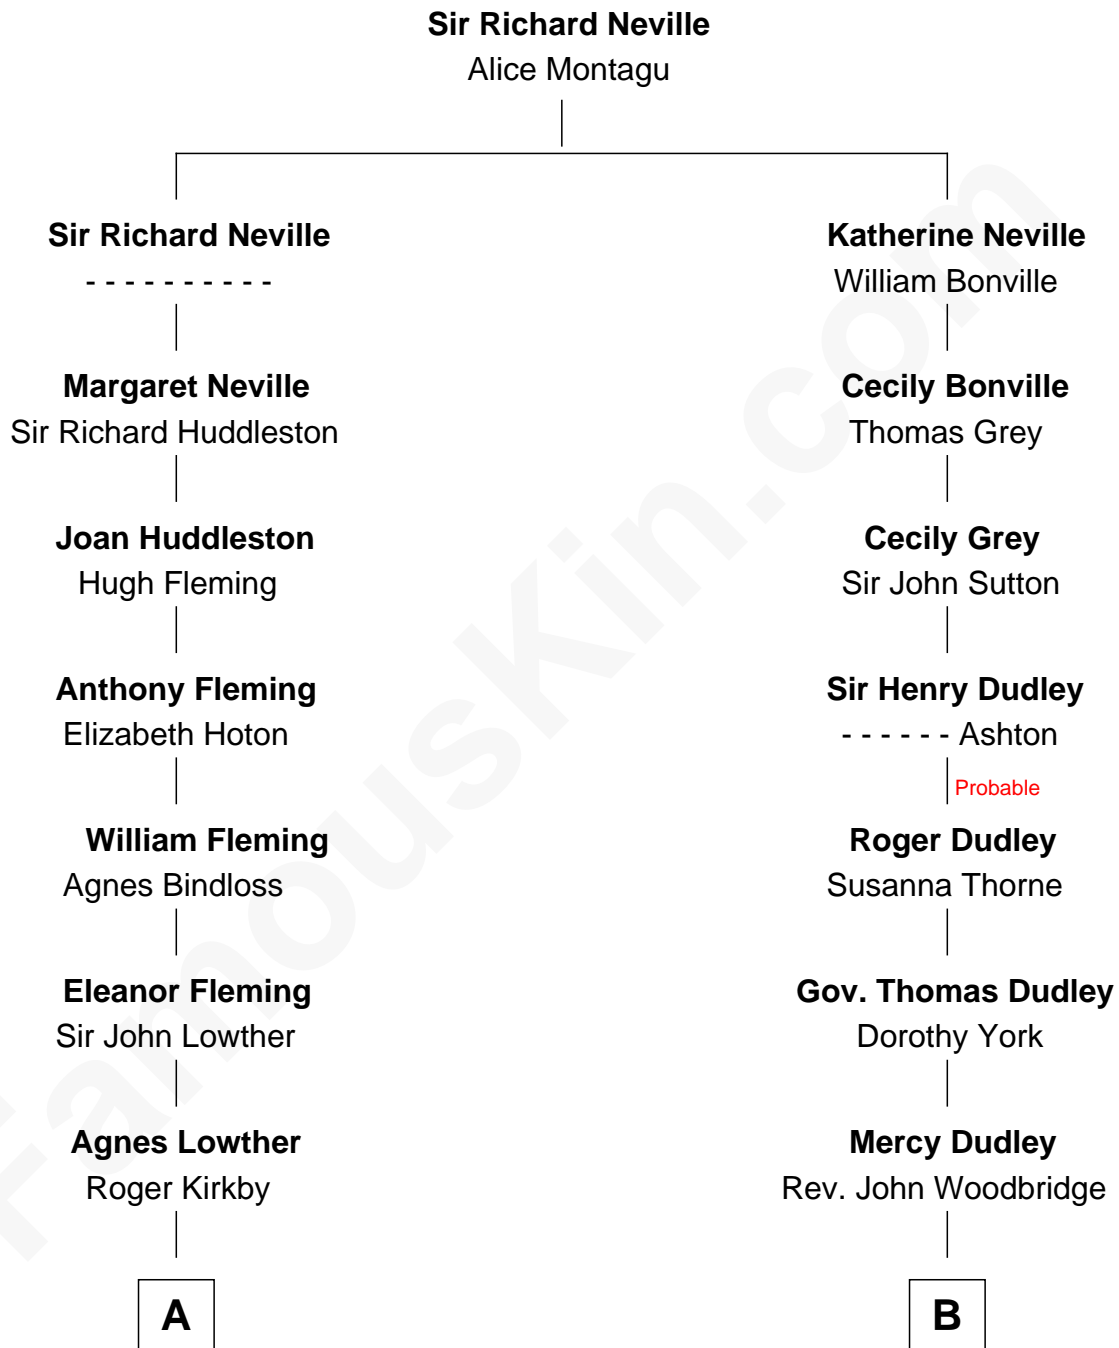 Sir Richard Neville
Alice Montagu
Sir Richard Neville
- - - - - - - - - -
Margaret Neville
Sir Richard Huddleston
Joan Huddleston
Hugh Fleming
Anthony Fleming
Elizabeth Hoton
William Fleming
Agnes Bindloss
Eleanor Fleming
Sir John Lowther
Agnes Lowther
Roger Kirkby
A
Katherine Neville
William Bonville
Cecily Bonville
Thomas Grey
Cecily Grey
Sir John Sutton
Sir Henry Dudley
- - - - - - Ashton
Probable
Roger Dudley
Susanna Thorne
Gov. Thomas Dudley
Dorothy York
Mercy Dudley
Rev. John Woodbridge
B
FamousKin.com